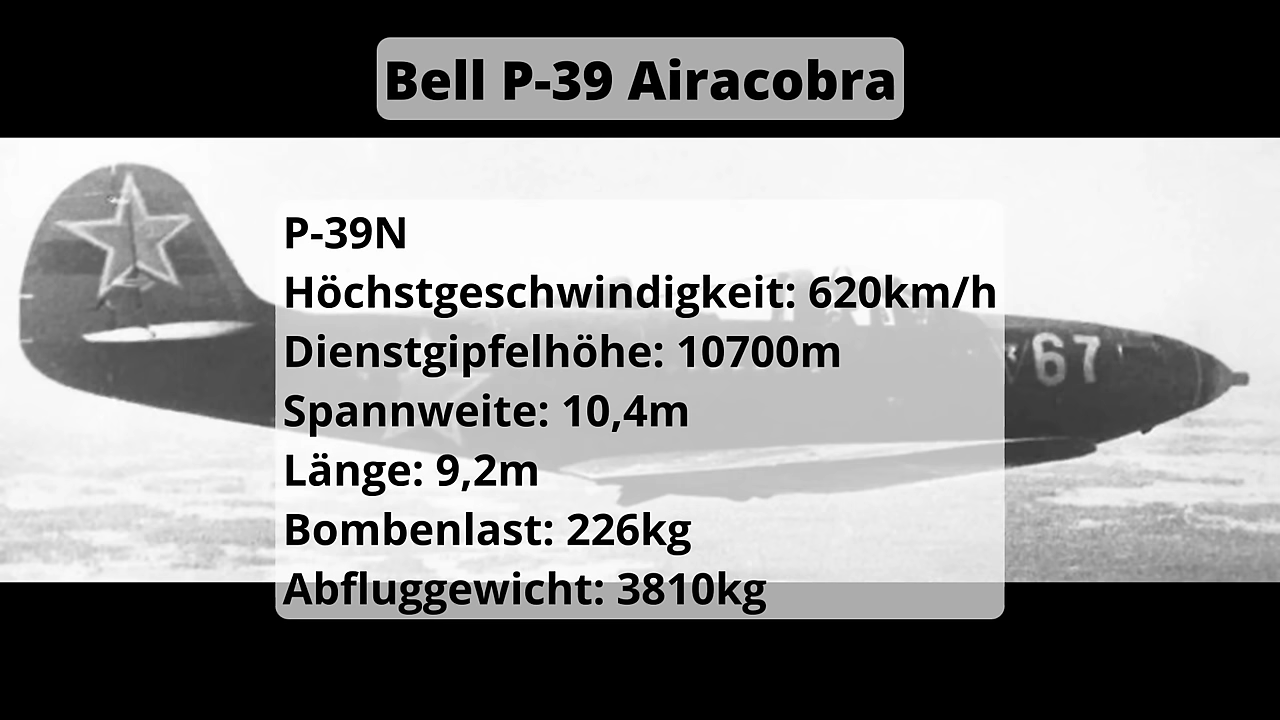 Bell P-39 Airacobra
P-39N
Höchstgeschwindigkeit: 620km/h
Dienstgipfelhöhe: 10700m
Spannweite: 10,4m
67
Länge: 9,2m
Bombenlast: 226kg
Abfluggewicht: 3810kg